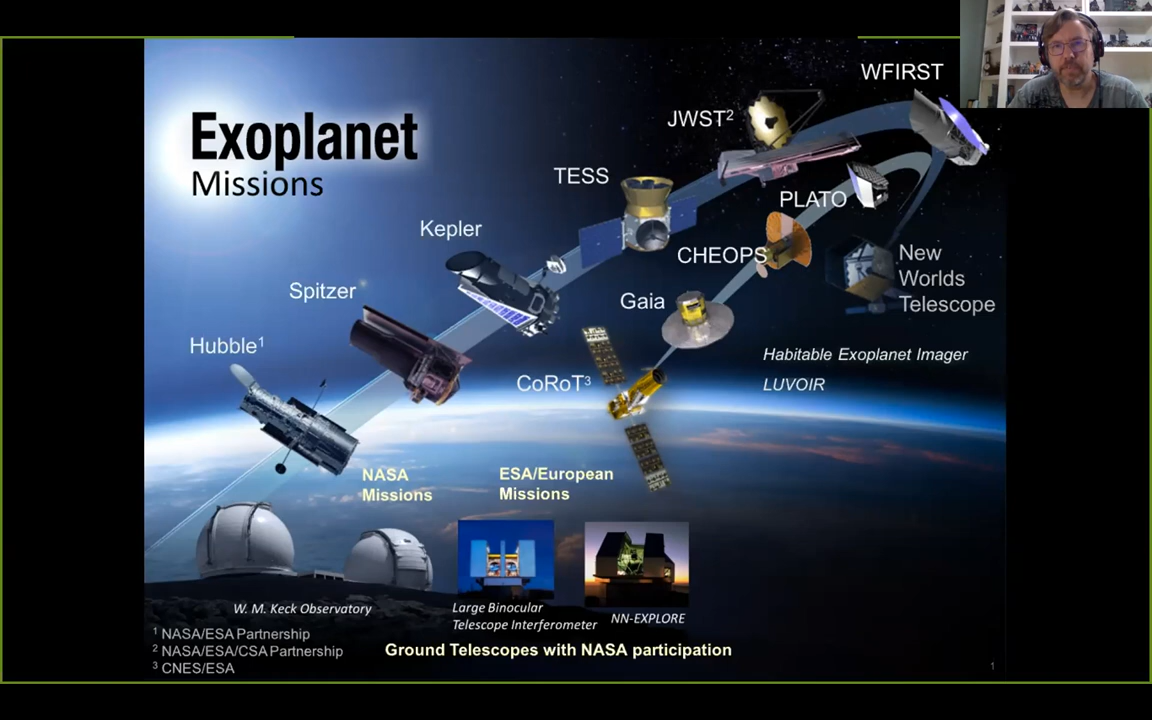 WFIRST
Exoplanet
Missions
JWST²
TESS
PLATO
Kepler
CHEOPS
New
Worlds
Telescope
Spitzer
Gaia
Hubble¹
Habitable Exoplanet Imager
CoRoT³
LUVOIR
NASA
Missions
ESA/European
Missions
W. M. Keck Observatory
Large Binocular
Telescope Interferometer
NN-EXPLORE
¹ NASA/ESA Partnership
² NASA/ESA/CSA Partnership
³ CNES/ESA
Ground Telescopes with NASA participation
1